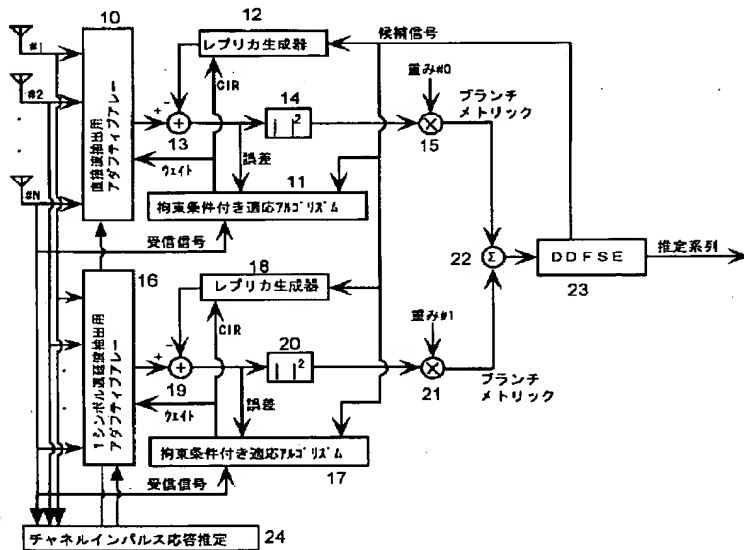 10
12
#1
レプリカ生成器
候補信号
#2
直接波抽出用
アダプティブアレー
CIR
重み#0
ブランチ
メトリック
14
+
-
+
| |²
×
13
15
誤差
ウェイト
11
#N
拘束条件付き適応アルゴリズム
受信信号
16
18
22
Σ
DDFSE
推定系列
23
レプリカ生成器
1シンボル遅延波抽出用
アダプティブアレー
CIR
重み#1
20
+
-
+
| |²
×
19
21
ブランチ
メトリック
誤差
ウェイト
拘束条件付き適応アルゴリズム
17
受信信号
チャネルインパルス応答推定
24